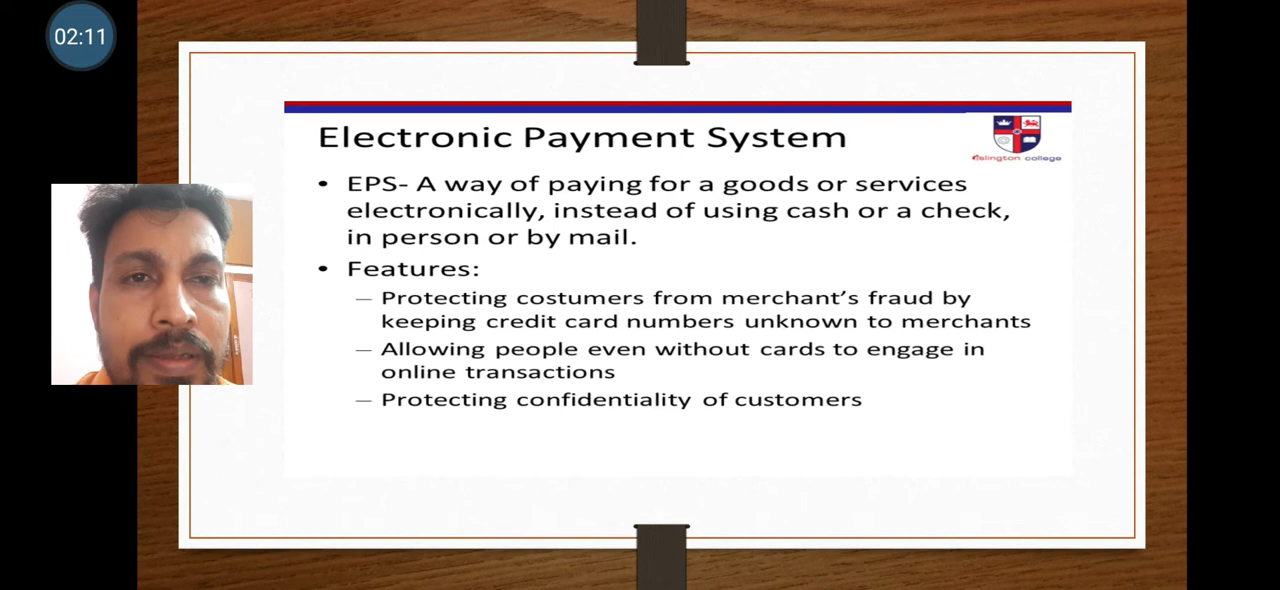 02:11
Electronic Payment System
islington college
• EPS- A way of paying for a goods or services
electronically, instead of using cash or a check,
in person or by mail.
• Features:
– Protecting costumers from merchant’s fraud by
keeping credit card numbers unknown to merchants
– Allowing people even without cards to engage in
online transactions
– Protecting confidentiality of customers